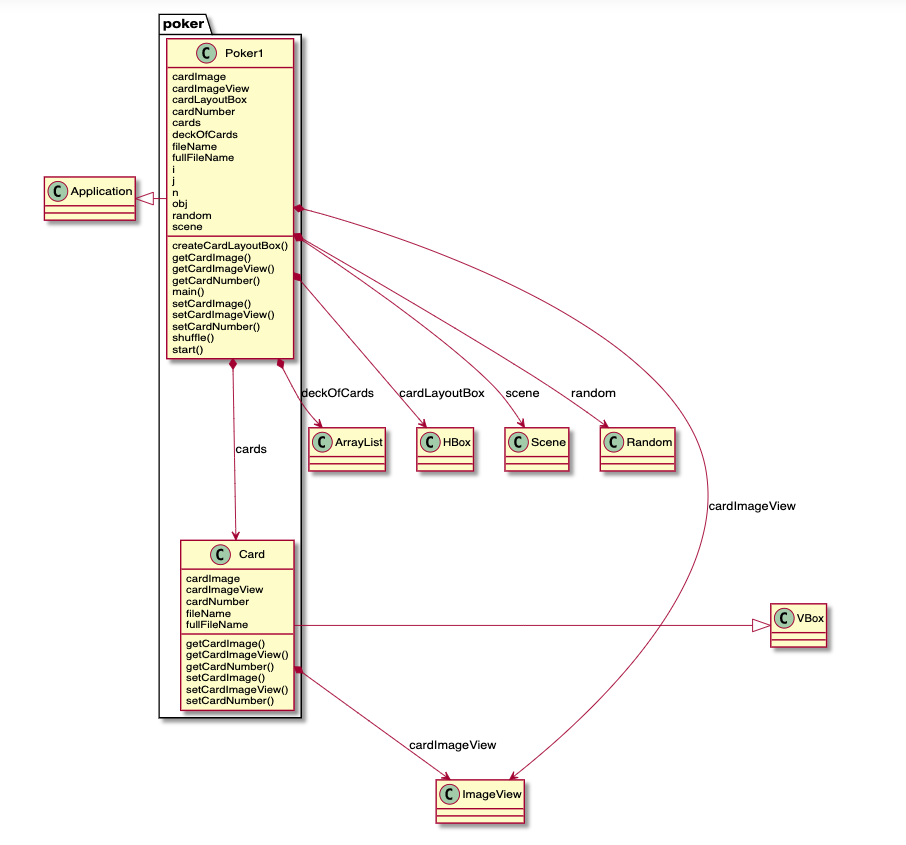 poker
C Poker1
cardImage
cardImageView
cardLayoutBox
cardNumber
cards
deckOfCards
fileName
fullFileName
i
j
n
obj
random
scene
createCardLayoutBox()
getCardImage()
getCardImageView()
getCardNumber()
main()
setCardImage()
setCardImageView()
setCardNumber()
shuffle()
start()
C Application
deckOfCards
cardLayoutBox
scene
random
C ArrayList
C HBox
C Scene
C Random
cards
cardImageView
C Card
cardImage
cardImageView
cardNumber
fileName
fullFileName
getCardImage()
getCardImageView()
getCardNumber()
setCardImage()
setCardImageView()
setCardNumber()
C VBox
cardImageView
C ImageView